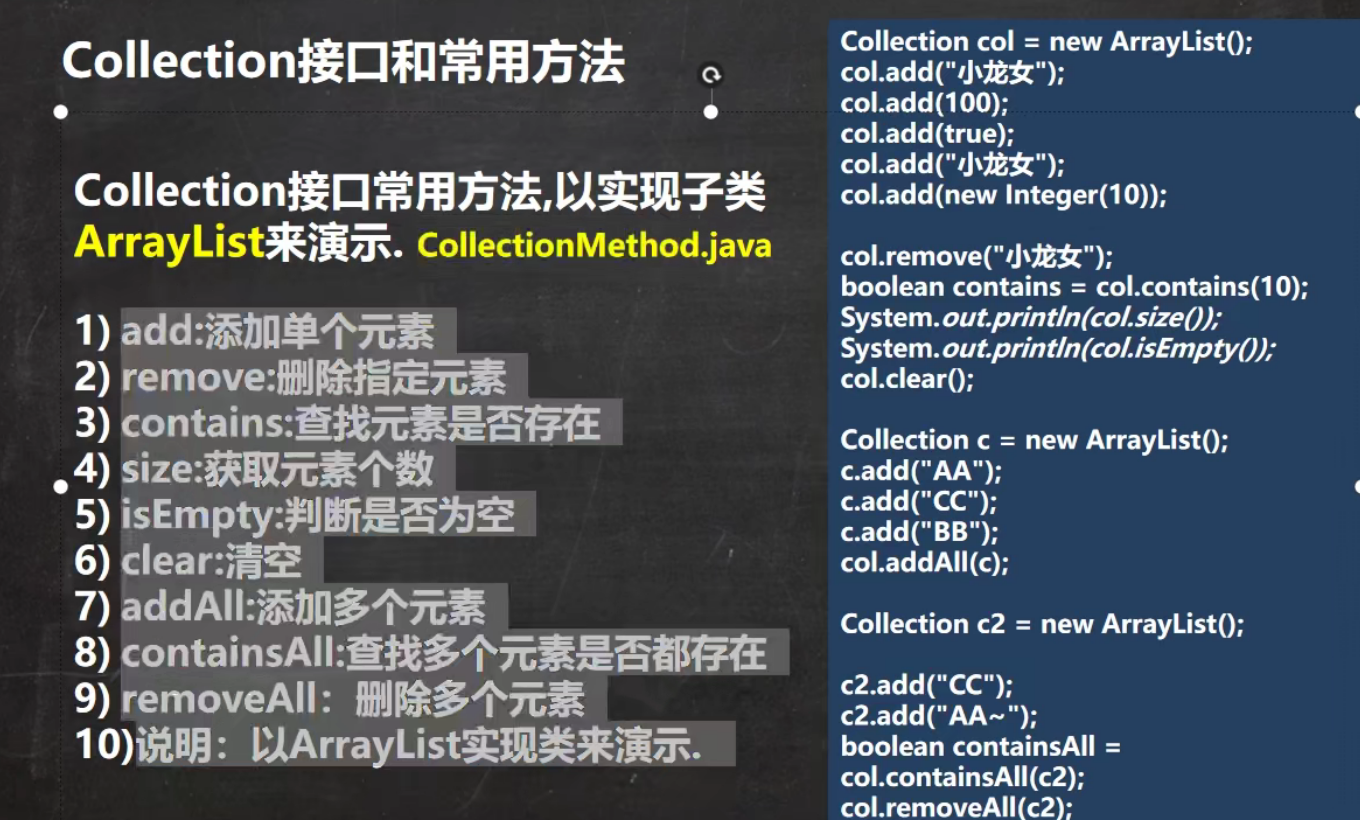 Collection接口和常用方法
Collection接口常用方法,以实现子类
ArrayList来演示. CollectionMethod.java
1) add:添加单个元素
2) remove:删除指定元素
3) contains:查找元素是否存在
4) size:获取元素个数
5) isEmpty:判断是否为空
6) clear:清空
7) addAll:添加多个元素
8) containsAll:查找多个元素是否都存在
9) removeAll：删除多个元素
10)说明：以ArrayList实现类来演示.
Collection col = new ArrayList();
col.add("小龙女");
col.add(100);
col.add(true);
col.add("小龙女");
col.add(new Integer(10));
col.remove("小龙女");
boolean contains = col.contains(10);
System.out.println(col.size());
System.out.println(col.isEmpty());
col.clear();
Collection c = new ArrayList();
c.add("AA");
c.add("CC");
c.add("BB");
col.addAll(c);
Collection c2 = new ArrayList();
c2.add("CC");
c2.add("AA~");
boolean containsAll =
col.containsAll(c2);
col.removeAll(c2);